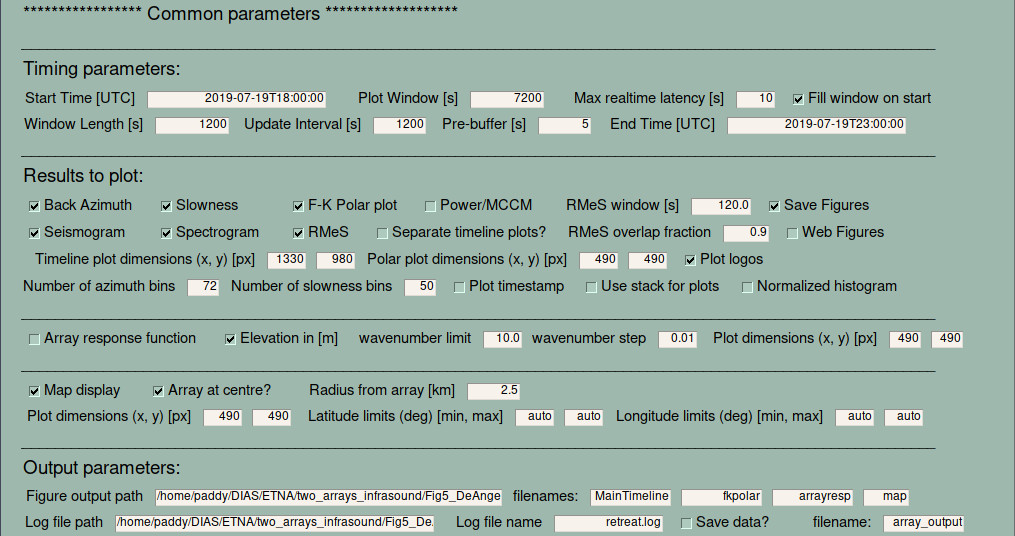 ***************** Common parameters *******************
Timing parameters:
Start Time [UTC] 2019-07-19T18:00:00 Plot Window [s] 7200 Max realtime latency [s] 10 Fill window on start
Window Length [s] 1200 Update Interval [s] 1200 Pre-buffer [s] 5 End Time [UTC] 2019-07-19T23:00:00
Results to plot:
Back Azimuth Slowness F-K Polar plot Power/MCCM RMeS window [s] 120.0 Save Figures
Seismogram Spectrogram RMeS Separate timeline plots? RMeS overlap fraction 0.9 Web Figures
Timeline plot dimensions (x, y) [px] 1330 980 Polar plot dimensions (x, y) [px] 490 490 Plot logos
Number of azimuth bins 72 Number of slowness bins 50 Plot timestamp Use stack for plots Normalized histogram
Array response function Elevation in [m] wavenumber limit 10.0 wavenumber step 0.01 Plot dimensions (x, y) [px] 490 490
Map display Array at centre? Radius from array [km] 2.5
Plot dimensions (x, y) [px] 490 490 Latitude limits (deg) [min, max] auto auto Longitude limits (deg) [min, max] auto auto
Output parameters:
Figure output path /home/paddy/DIAS/ETNA/two_arrays_infrasound/Fig5_DeAnge filenames: MainTimeline fkpolar arrayresp map
Log file path /home/paddy/DIAS/ETNA/two_arrays_infrasound/Fig5_De. Log file name retreat.log Save data? filename: array_output